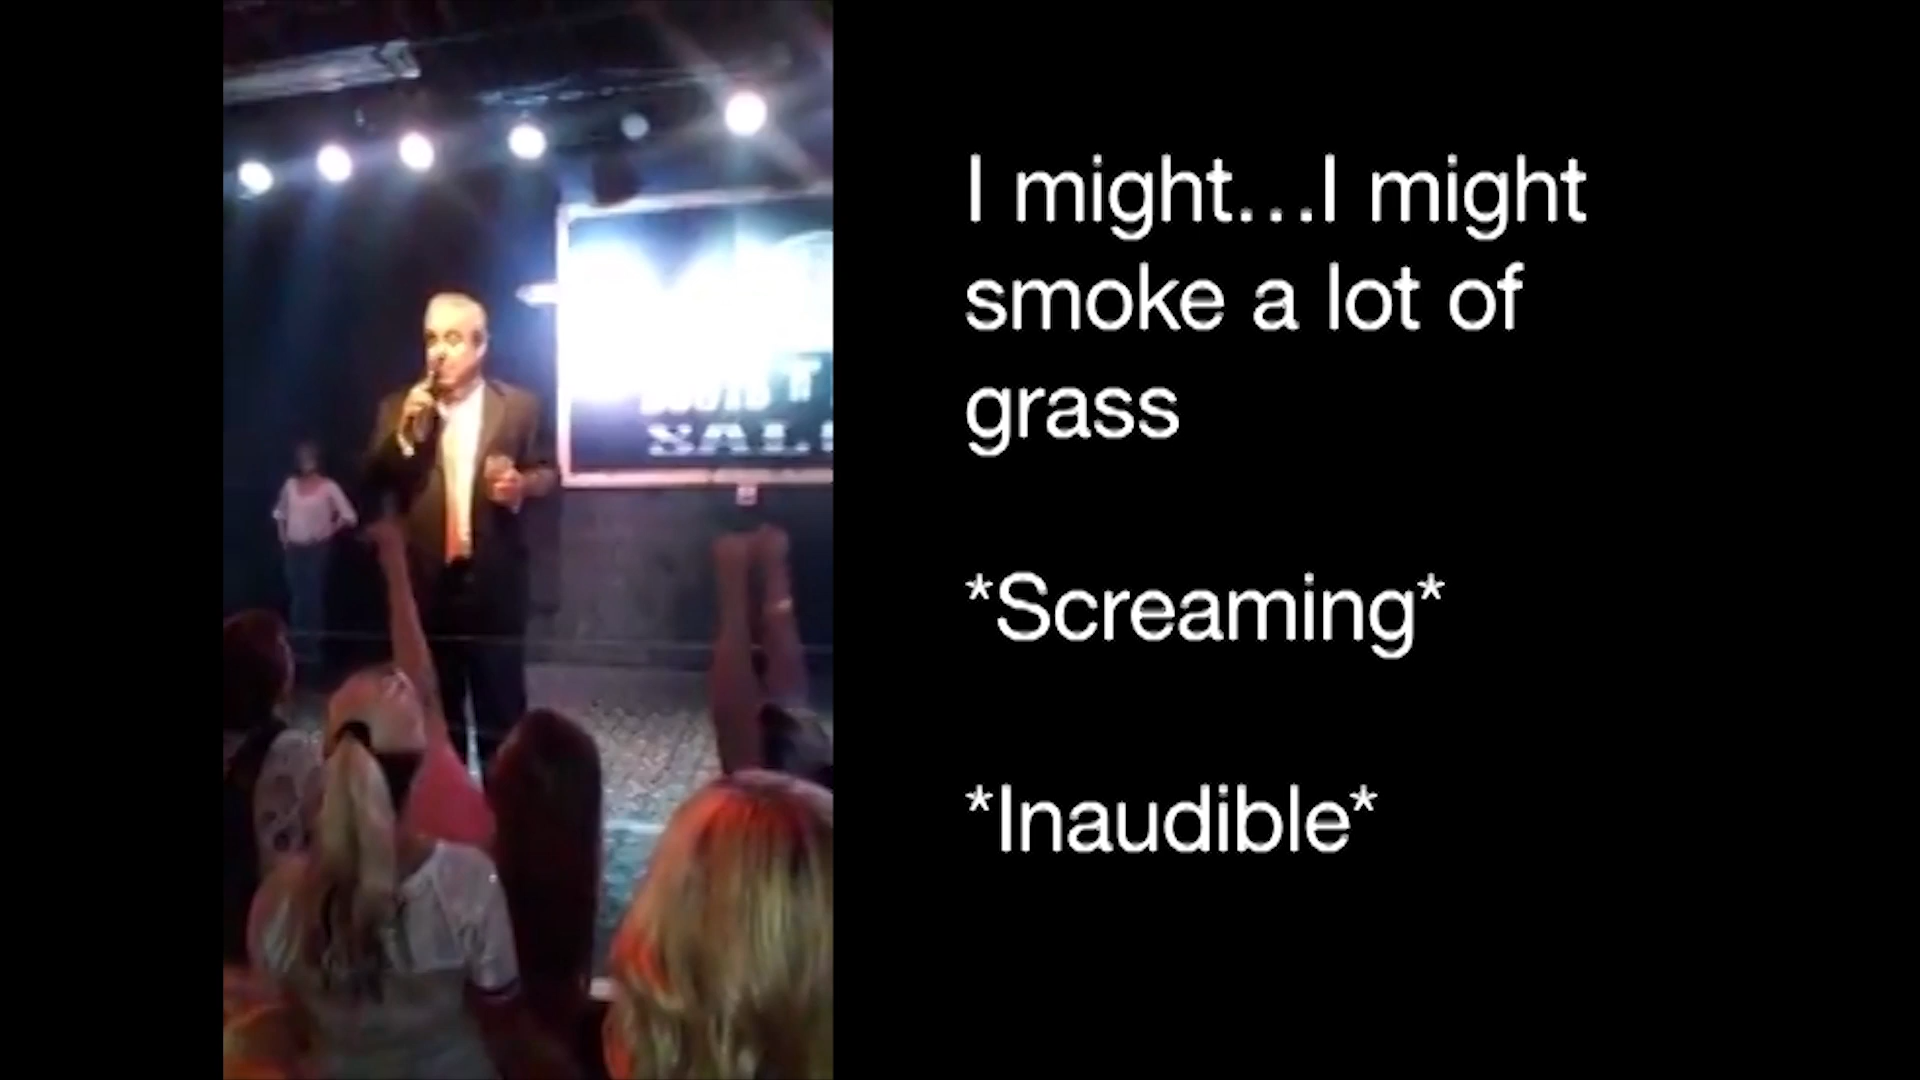 I might...I might
smoke a lot of
grass
*Screaming*
*Inaudible*